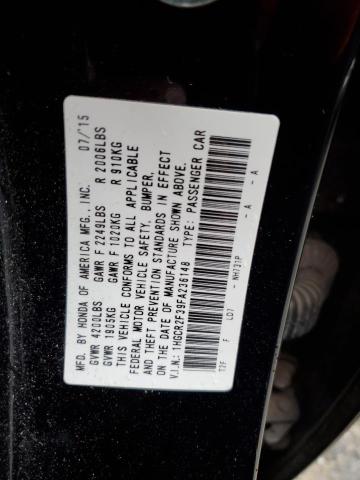 MFD. BY HONDA OF AMERICA MFG., INC. 07/15
GVWR 4200LBS GAWR F 2249LBS R 2006LBS
GVWR 1905KG GAWR F 1020KG R 910KG
THIS VEHICLE CONFORMS TO ALL APPLICABLE
FEDERAL MOTOR VEHICLE SAFETY, BUMPER,
AND THEFT PREVENTION STANDARDS IN EFFECT
ON THE DATE OF MANUFACTURE SHOWN ABOVE.
V.I.N.: 1HGCR2F39FA236148 TYPE: PASSENGER CAR
T2F F LD7 - NH731P - A - A